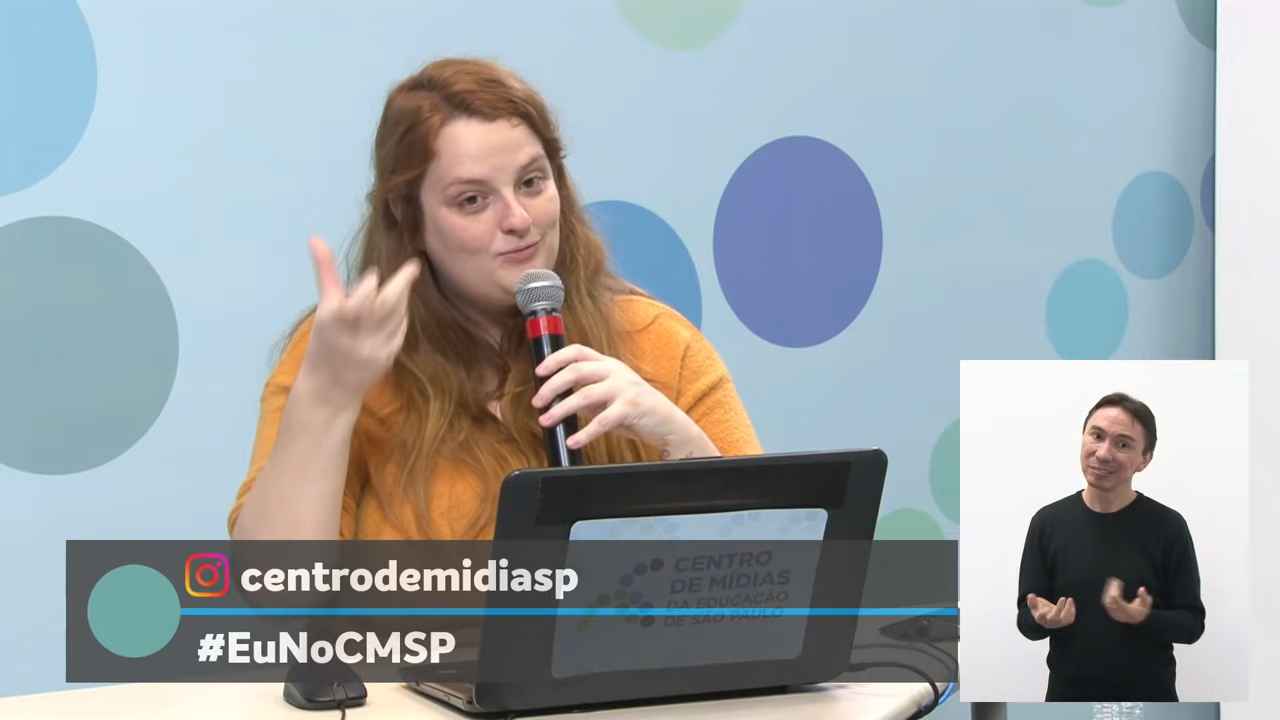 centrodemidiasp
#EuNoCMSP
CENTRO
DE MÍDIAS
DA EDUCAÇÃO
DE SÃO PAULO